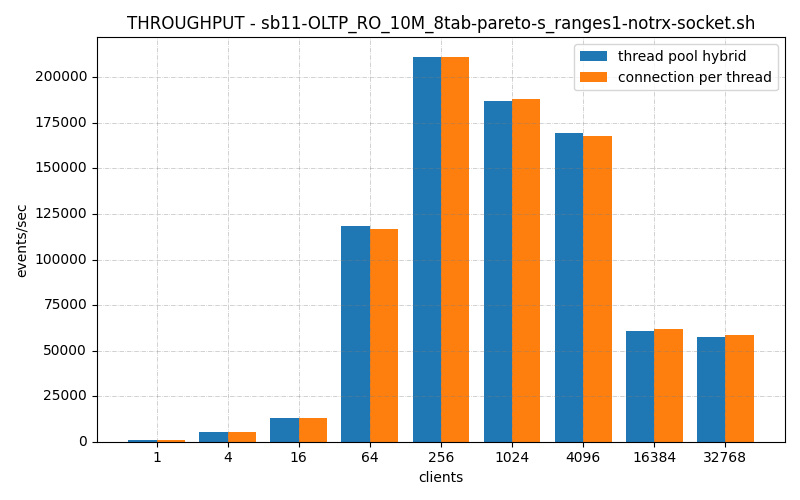 THROUGHPUT - sb11-OLTP_RO_10M_8tab-pareto-s_ranges1-notrx-socket.sh
thread pool hybrid
connection per thread
200000
175000
150000
125000
100000
75000
50000
25000
0
events/sec
1 4 16 64 256 1024 4096 16384 32768
clients